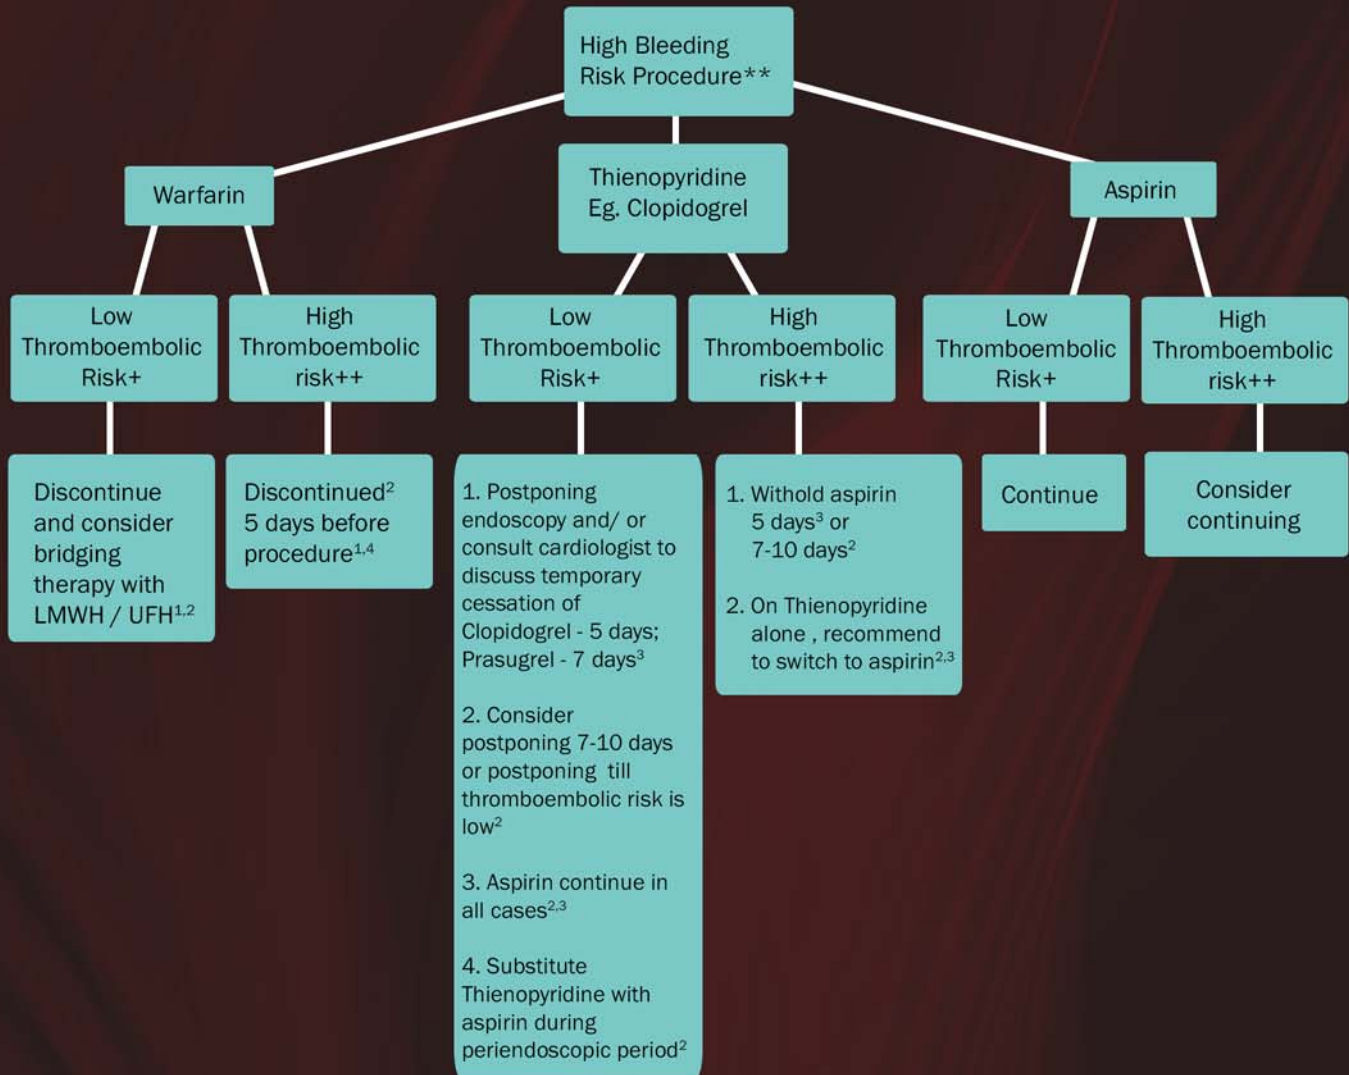 High Bleeding
Risk Procedure**
Warfarin
Thienopyridine
Eg. Clopidogrel
Aspirin
Low
Thromboembolic
Risk+
High
Thromboembolic
risk++
Low
Thromboembolic
Risk+
High
Thromboembolic
risk++
Low
Thromboembolic
Risk+
High
Thromboembolic
risk++
Discontinue
and consider
bridging
therapy with
LMWH / UFH¹,²
Discontinued²
5 days before
procedure¹,⁴
1. Postponing
endoscopy and/ or
consult cardiologist to
discuss temporary
cessation of
Clopidogrel - 5 days;
Prasugrel - 7 days³
2. Consider
postponing 7-10 days
or postponing till
thromboembolic risk is
low²
3. Aspirin continue in
all cases²,³
4. Substitute
Thienopyridine with
aspirin during
periendoscopic period²
1. Withold aspirin
5 days³ or
7-10 days²
2. On Thienopyridine
alone , recommend
to switch to aspirin²,³
Continue
Consider
continuing